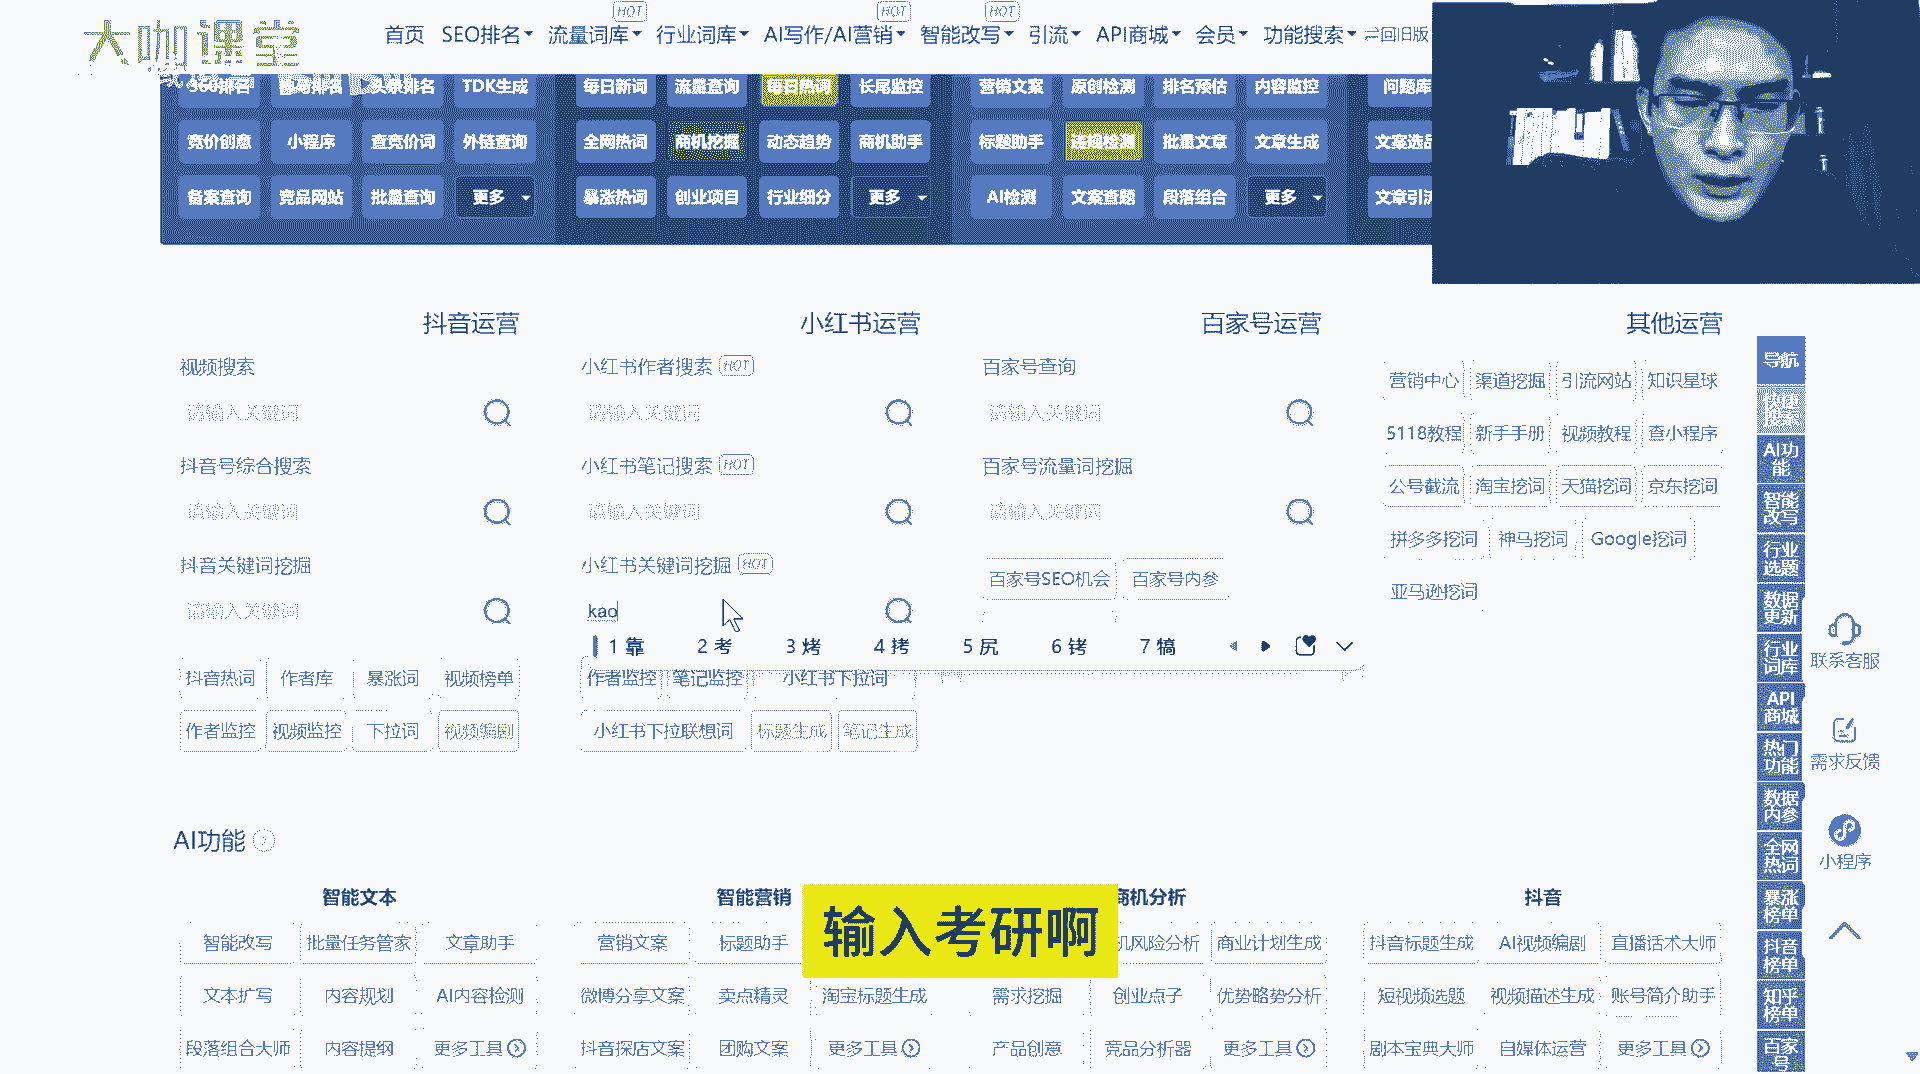 大咖课堂
首页 SEO排名 流量词库 HOT 行业词库 AI写作/AI营销 HOT 智能改写 HOT 引流 API商城 会员 功能搜索 回旧版
360排名 头条排名 TDK生成 每日新词 流量查询 每日热词 长尾监控 营销文案 原创检测 排名预估 内容监控 问题库
竞价创意 小程序 查竞价词 外链查询 全网热词 商机挖掘 动态趋势 商机助手 标题助手 违规检测 批量文章 文章生成 文案选品
备案查询 竞品网站 批量查询 更多 暴涨热词 创业项目 行业细分 更多 AI检测 文案查题 段落组合 更多 文章引流
抖音运营 小红书运营 百家号运营 其他运营
视频搜索 小红书作者搜索 HOT 百家号查询
请输入关键词 请输入关键词 请输入关键词
营销中心 渠道挖掘 引流网站 知识星球
5118教程 新手手册 视频教程 查小程序
抖音号综合搜索 小红书笔记搜索 HOT 百家号流量词挖掘
请输入关键词 请输入关键词 请输入关键词
公号截流 淘宝挖词 天猫挖词 京东挖词
拼多多挖词 神马挖词 Google挖词
抖音关键词挖掘 小红书关键词挖掘 HOT 百家号SEO机会 百家号内参
亚马逊挖词
请输入关键词 kao
1 靠 2 考 3 烤 4 拷 5 尻 6 铐 7 犒
抖音热词 作者库 暴涨词 视频榜单 作者监控 笔记监控 小红书下拉词
作者监控 视频监控 下拉词 视频编剧 小红书下拉联想词 标题生成 笔记生成
AI功能
智能文本 智能营销 商机分析 抖音
智能改写 批量任务管家 文章助手 营销文案 标题助手 机风险分析 商业计划生成 抖音标题生成 AI视频编剧 直播话术大师
文本扩写 内容规划 AI内容检测 微博分享文案 卖点精灵 淘宝标题生成 需求挖掘 创业点子 优势略势分析 短视频选题 视频描述生成 账号简介助手
段落组合大师 内容提纲 更多工具 抖音探店文案 团购文案 更多工具 产品创意 竞品分析器 更多工具 剧本宝典大师 自媒体运营 更多工具
输入考研啊
导航
快捷搜索
AI功能
智能改写
行业选题
数据更新
行业词库
API商城
热门功能
数据内参
全网热词
暴涨榜单
抖音榜单
知乎榜单
百家号
联系客服
需求反馈
小程序